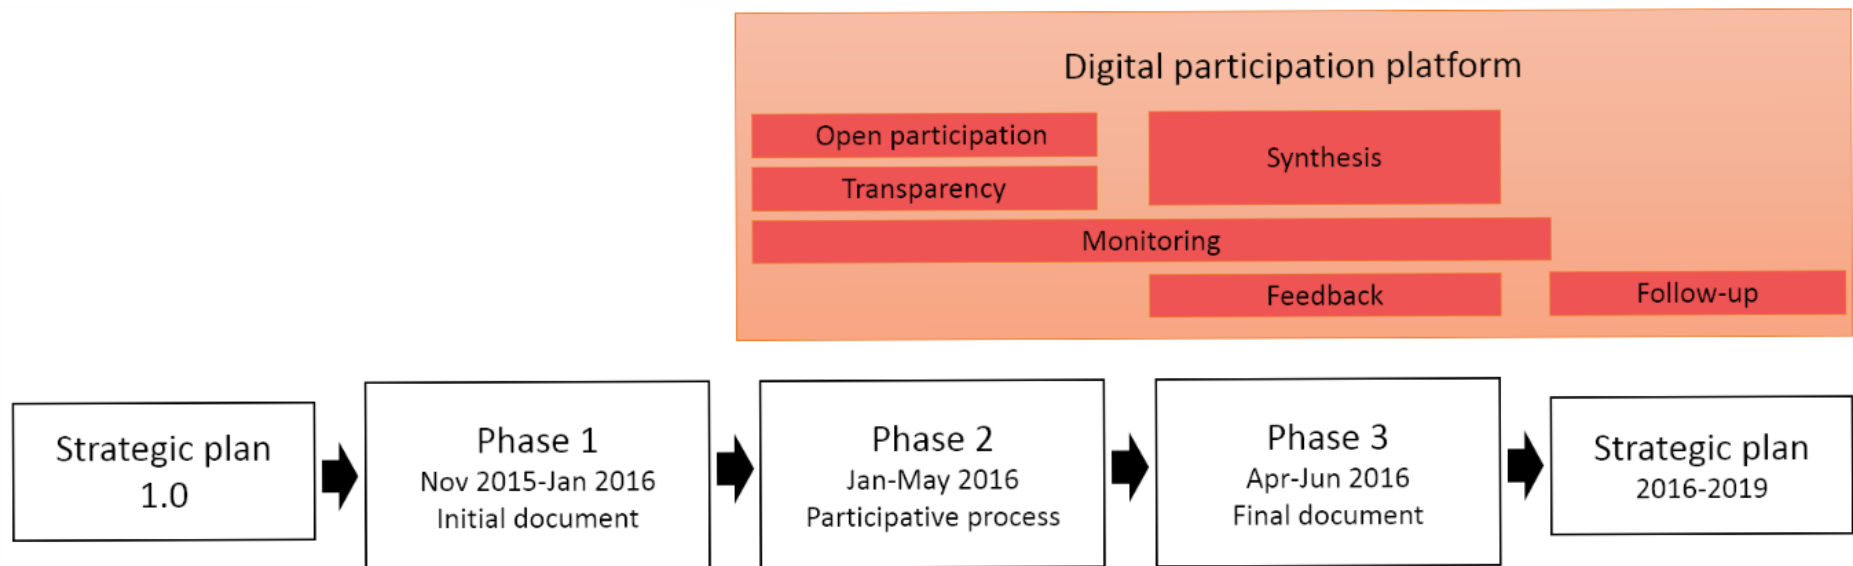 Digital participation platform
Open participation
Synthesis
Transparency
Monitoring
Feedback
Follow-up
Strategic plan
1.0
Phase 1
Nov 2015-Jan 2016
Initial document
Phase 2
Jan-May 2016
Participative process
Phase 3
Apr-Jun 2016
Final document
Strategic plan
2016-2019